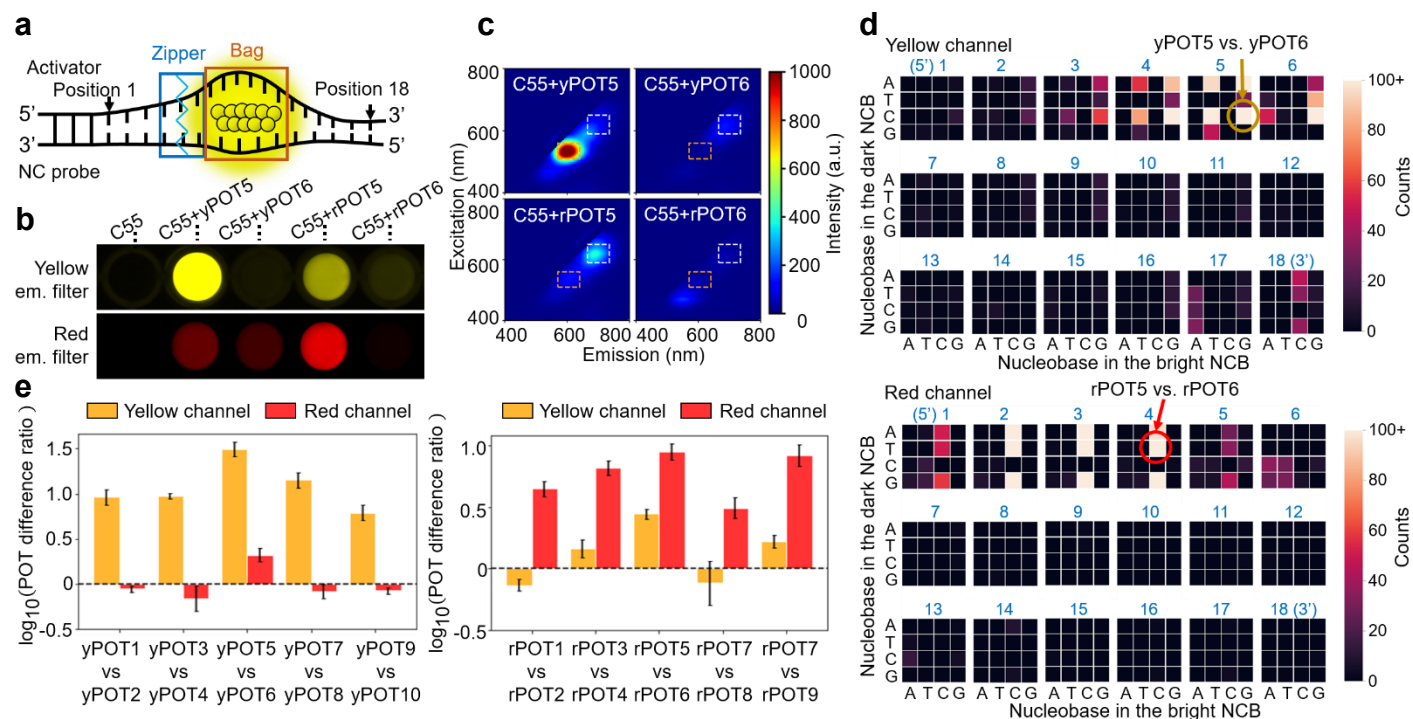 a
Zipper
Bag
Activator
Position 1
Position 18
5’
3’
3’
5’
NC probe
b
C55
C55+yPOT5
C55+yPOT6
C55+rPOT5
C55+rPOT6
Yellow
em. filter
Red
em. filter
c
800
600
400
800
600
400
Excitation (nm)
C55+yPOT5
C55+yPOT6
C55+rPOT5
C55+rPOT6
400
600
800
600
800
Emission (nm)
1000
800
600
400
200
0
Intensity (a.u.)
d
Yellow channel
yPOT5 vs. yPOT6
(5’) 1
2
3
4
5
6
A
T
C
G
7
8
9
10
11
12
A
T
C
G
13
14
15
16
17
18 (3’)
A
T
C
G
A T C G
A T C G
A T C G
A T C G
A T C G
A T C G
Nucleobase in the dark NCB
Nucleobase in the bright NCB
100+
80
60
40
20
0
Counts
Red channel
rPOT5 vs. rPOT6
(5’) 1
2
3
4
5
6
A
T
C
G
7
8
9
10
11
12
A
T
C
G
13
14
15
16
17
18 (3’)
A
T
C
G
A T C G
A T C G
A T C G
A T C G
A T C G
A T C G
Nucleobase in the dark NCB
Nucleobase in the bright NCB
100+
80
60
40
20
0
Counts
e
Yellow channel
Red channel
log10(POT difference ratio)
1.5
1.0
0.5
0
-0.5
yPOT1
vs
yPOT2
yPOT3
vs
yPOT4
yPOT5
vs
yPOT6
yPOT7
vs
yPOT8
yPOT9
vs
yPOT10
Yellow channel
Red channel
log10(POT difference ratio)
1.0
0.5
0
-0.5
rPOT1
vs
rPOT2
rPOT3
vs
rPOT4
rPOT5
vs
rPOT6
rPOT7
vs
rPOT8
rPOT7
vs
rPOT9